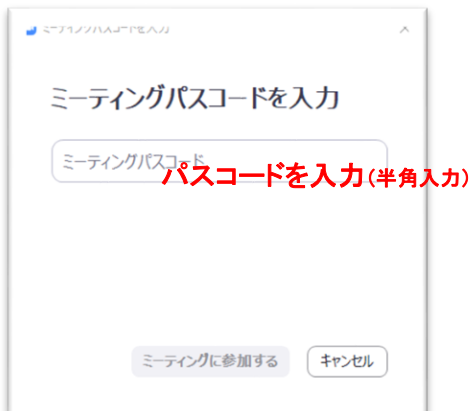 ミーティングパスコードを入力
ミーティングパスコードを入力
ミーティングパスコード
パスコードを入力(半角入力)
ミーティングに参加する キャンセル